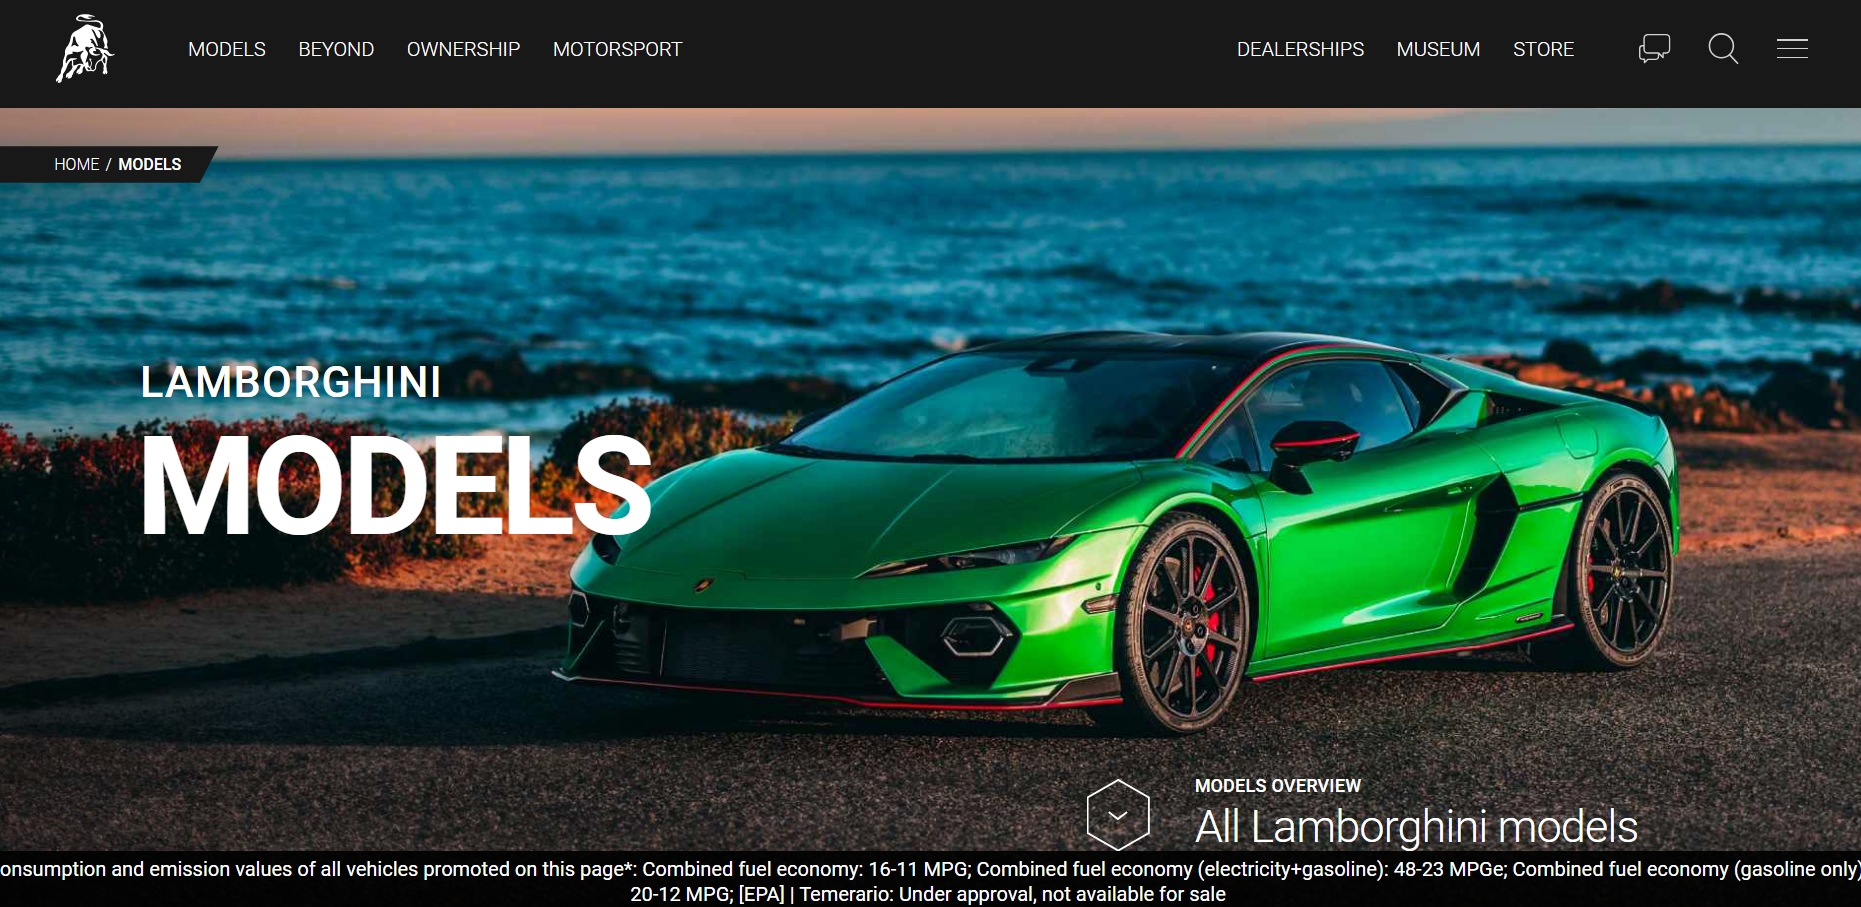 MODELS BEYOND OWNERSHIP MOTORSPORT DEALERSHIPS MUSEUM STORE
HOME / MODELS
LAMBORGHINI
MODELS
MODELS OVERVIEW
All Lamborghini models
onsumption and emission values of all vehicles promoted on this page*: Combined fuel economy: 16-11 MPG; Combined fuel economy (electricity+gasoline): 48-23 MPGe; Combined fuel economy (gasoline only)
20-12 MPG; [EPA] | Temerario: Under approval, not available for sale